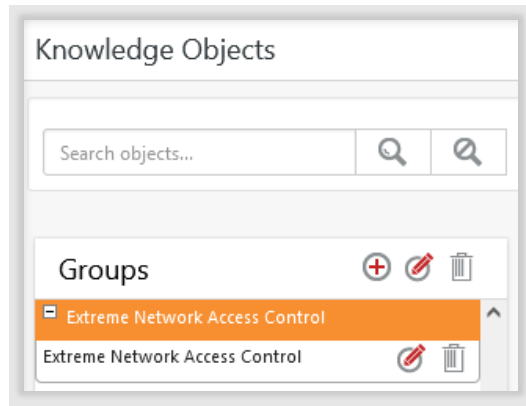 Knowledge Objects
Search objects...
Groups
Extreme Network Access Control
Extreme Network Access Control